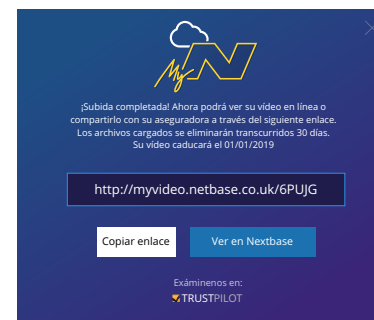 My N
¡Subida completada! Ahora podrá ver su vídeo en línea o
compartirlo con su aseguradora a través del siguiente enlace.
Los archivos cargados se eliminarán transcurridos 30 días.
Su vídeo caducará el 01/01/2019
http://myvideo.netbase.co.uk/6PUJG
Copiar enlace
Ver en Nextbase
Exáminenos en:
TRUSTPILOT